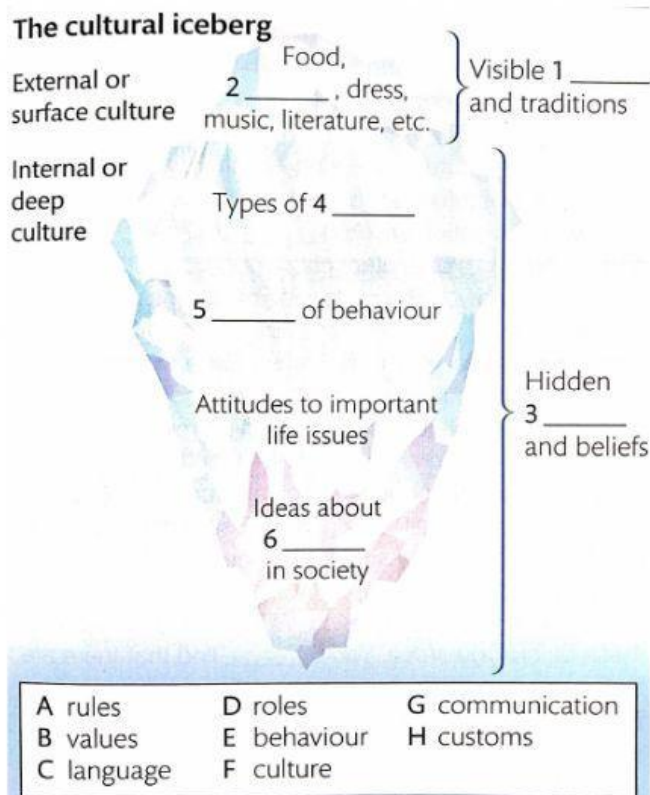 The cultural iceberg
External or
surface culture
Food,
2 ______ , dress,
music, literature, etc.
Visible 1 ______
and traditions
Internal or
deep
culture
Types of 4 ______
5 ______ of behaviour
Attitudes to important
life issues
Ideas about
6 ______
in society
Hidden
3 ______
and beliefs
A rules
B values
C language
D roles
E behaviour
F culture
G communication
H customs